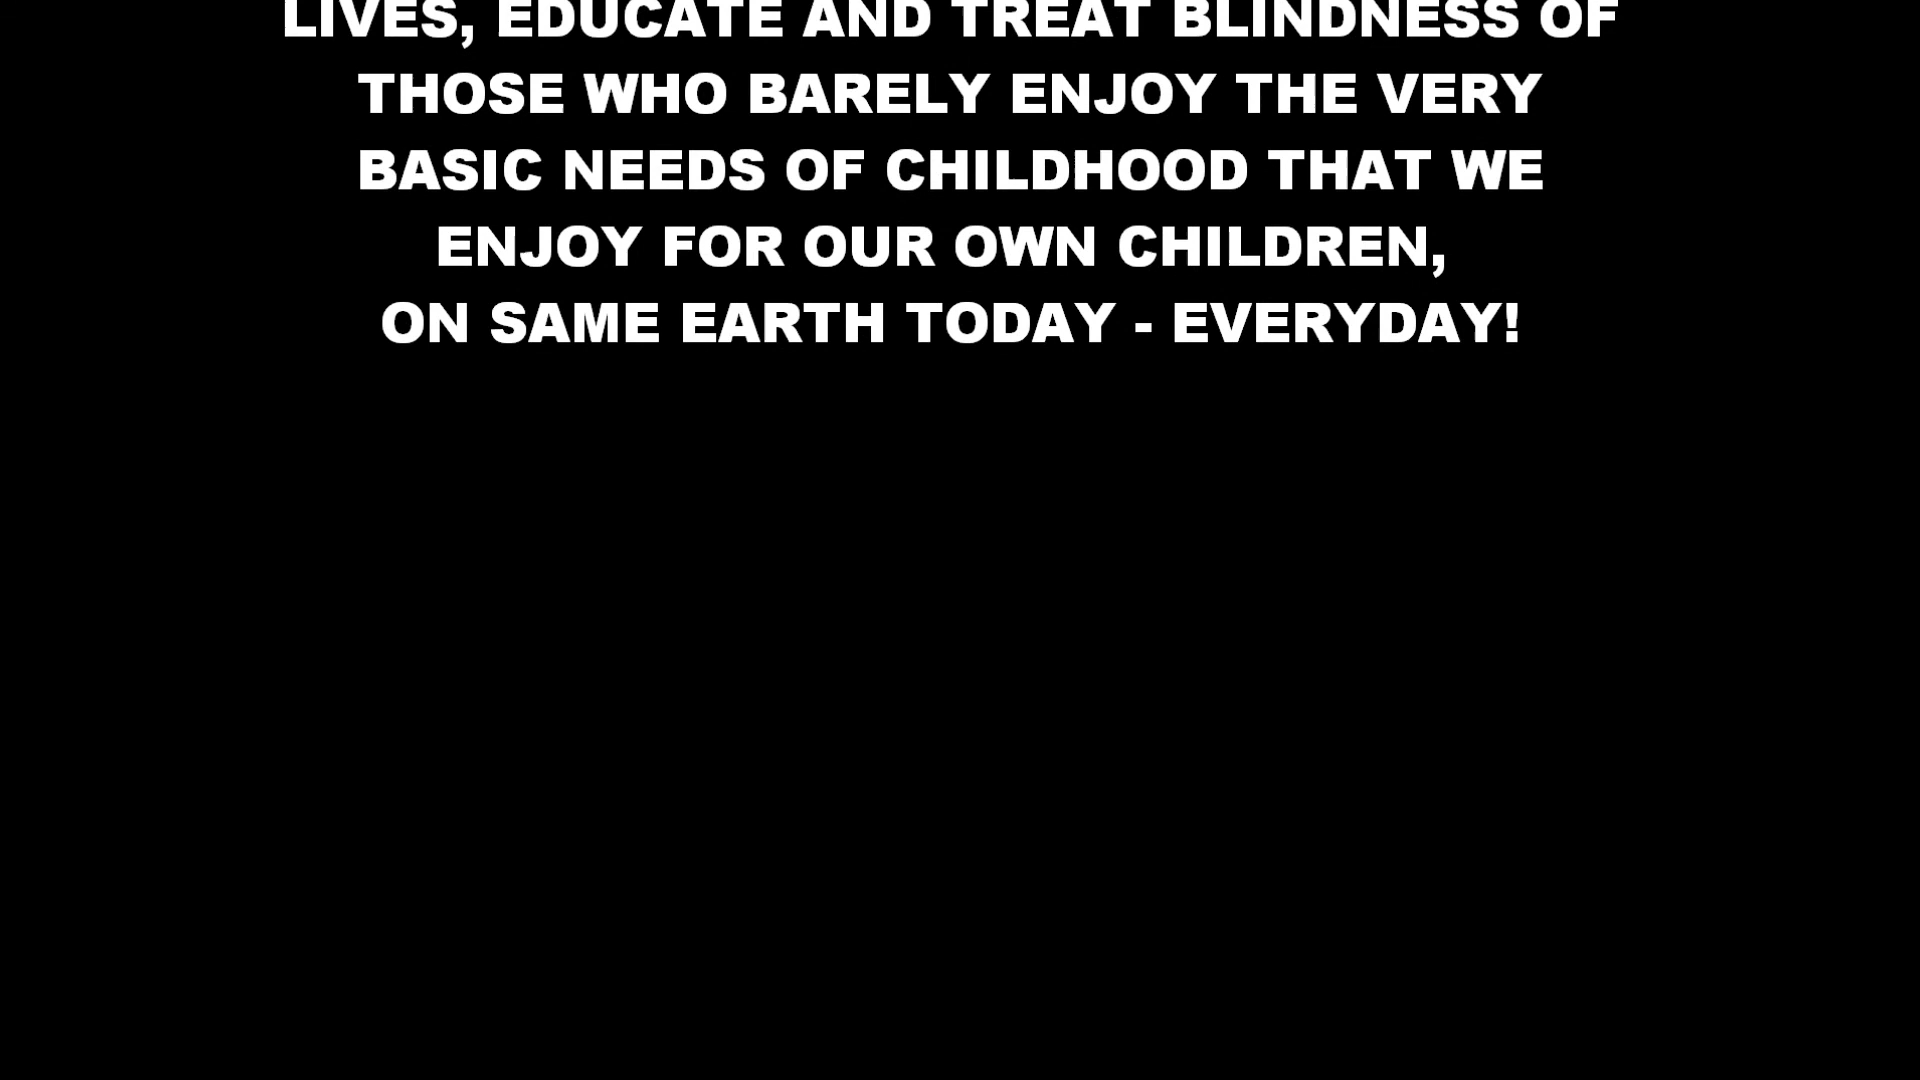 LIVES, EDUCATE AND TREAT BLINDNESS OF
THOSE WHO BARELY ENJOY THE VERY
BASIC NEEDS OF CHILDHOOD THAT WE
ENJOY FOR OUR OWN CHILDREN,
ON SAME EARTH TODAY - EVERYDAY!